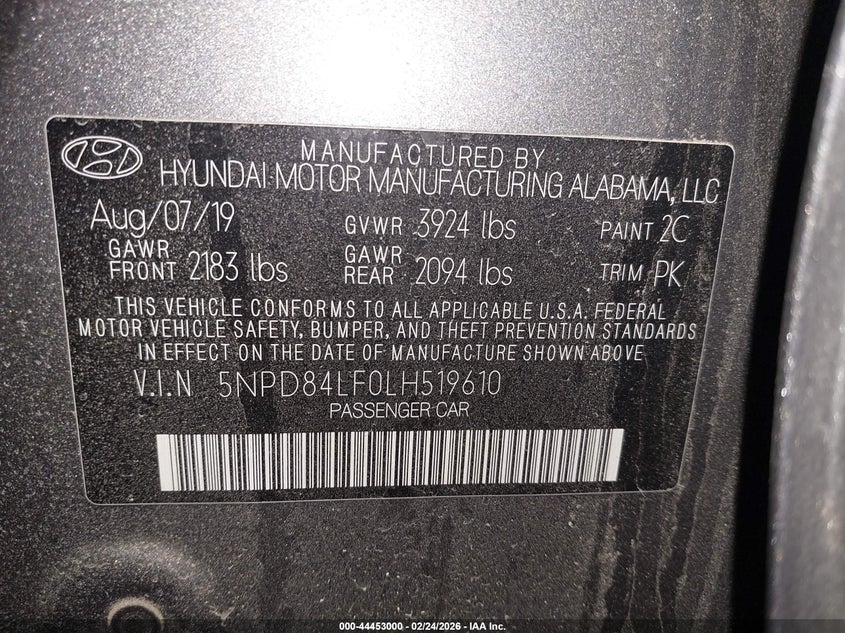 MANUFACTURED BY
HYUNDAI MOTOR MANUFACTURING ALABAMA, LLC
Aug/07/19 GVWR 3924 lbs PAINT 2C
GAWR FRONT 2183 lbs GAWR REAR 2094 lbs TRIM PK
THIS VEHICLE CONFORMS TO ALL APPLICABLE U.S.A. FEDERAL
MOTOR VEHICLE SAFETY, BUMPER, AND THEFT PREVENTION STANDARDS
IN EFFECT ON THE DATE OF MANUFACTURE SHOWN ABOVE
V.I.N 5NPD84LF0LH519610
PASSENGER CAR
000-44453000 - 02/24/2026 - IAA Inc.